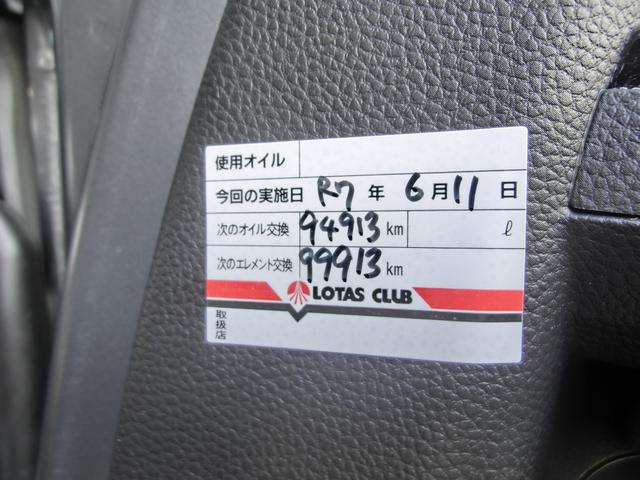 使用オイル
今回の実施日 R7 年 6 月 11 日
次のオイル交換 94913 km ℓ
次のエレメント交換 99913 km
LOTAS CLUB
取扱店